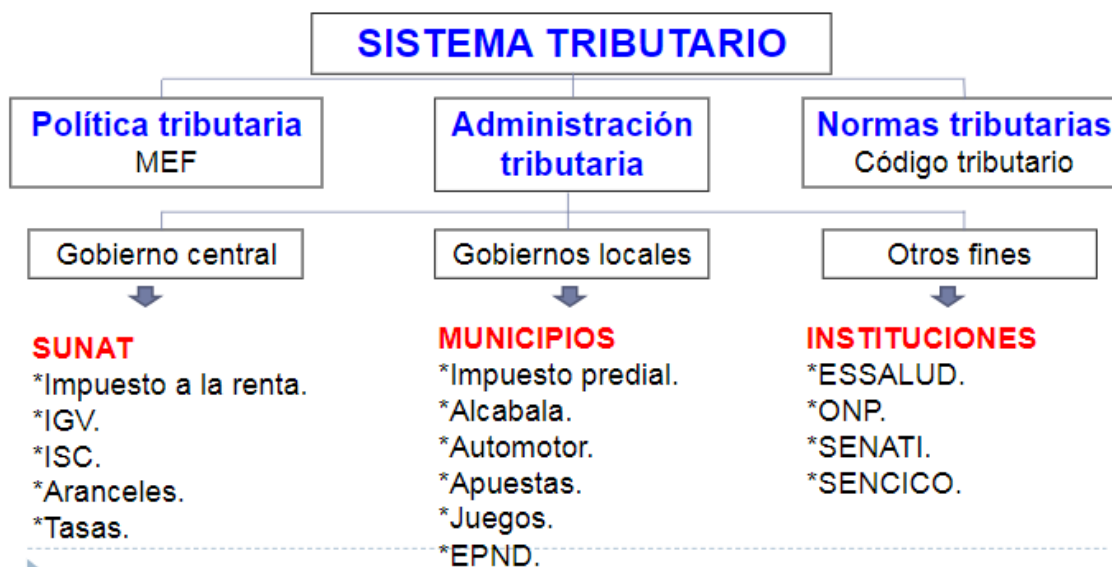 SISTEMA TRIBUTARIO
Política tributaria
MEF
Administración
tributaria
Normas tributarias
Código tributario
Gobierno central
Gobiernos locales
Otros fines
SUNAT
*Impuesto a la renta.
*IGV.
*ISC.
*Aranceles.
*Tasas.
MUNICIPIOS
*Impuesto predial.
*Alcabala.
*Automotor.
*Apuestas.
*Juegos.
*EPND.
INSTITUCIONES
*ESSALUD.
*ONP.
*SENATI.
*SENCICO.